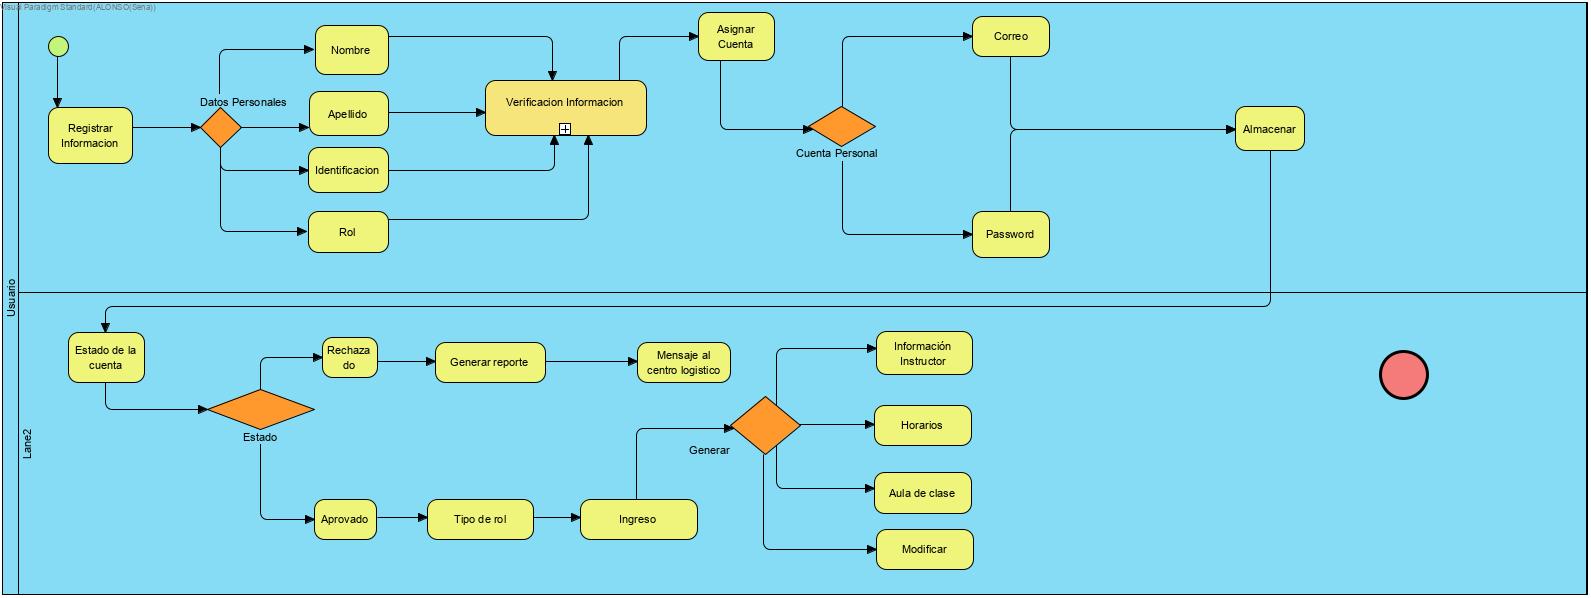 Visual Paradigm Standard(ALONSO(Sena))
Nombre
Asignar
Cuenta
Correo
Datos Personales
Verificacion Informacion
Apellido
Registrar
Informacion
Almacenar
Cuenta Personal
Identificacion
Rol
Password
Usuario
Estado de la
cuenta
Rechaza
do
Generar reporte
Mensaje al
centro logistico
Información
Instructor
Horarios
Estado
Lane2
Generar
Aula de clase
Aprovado
Tipo de rol
Ingreso
Modificar